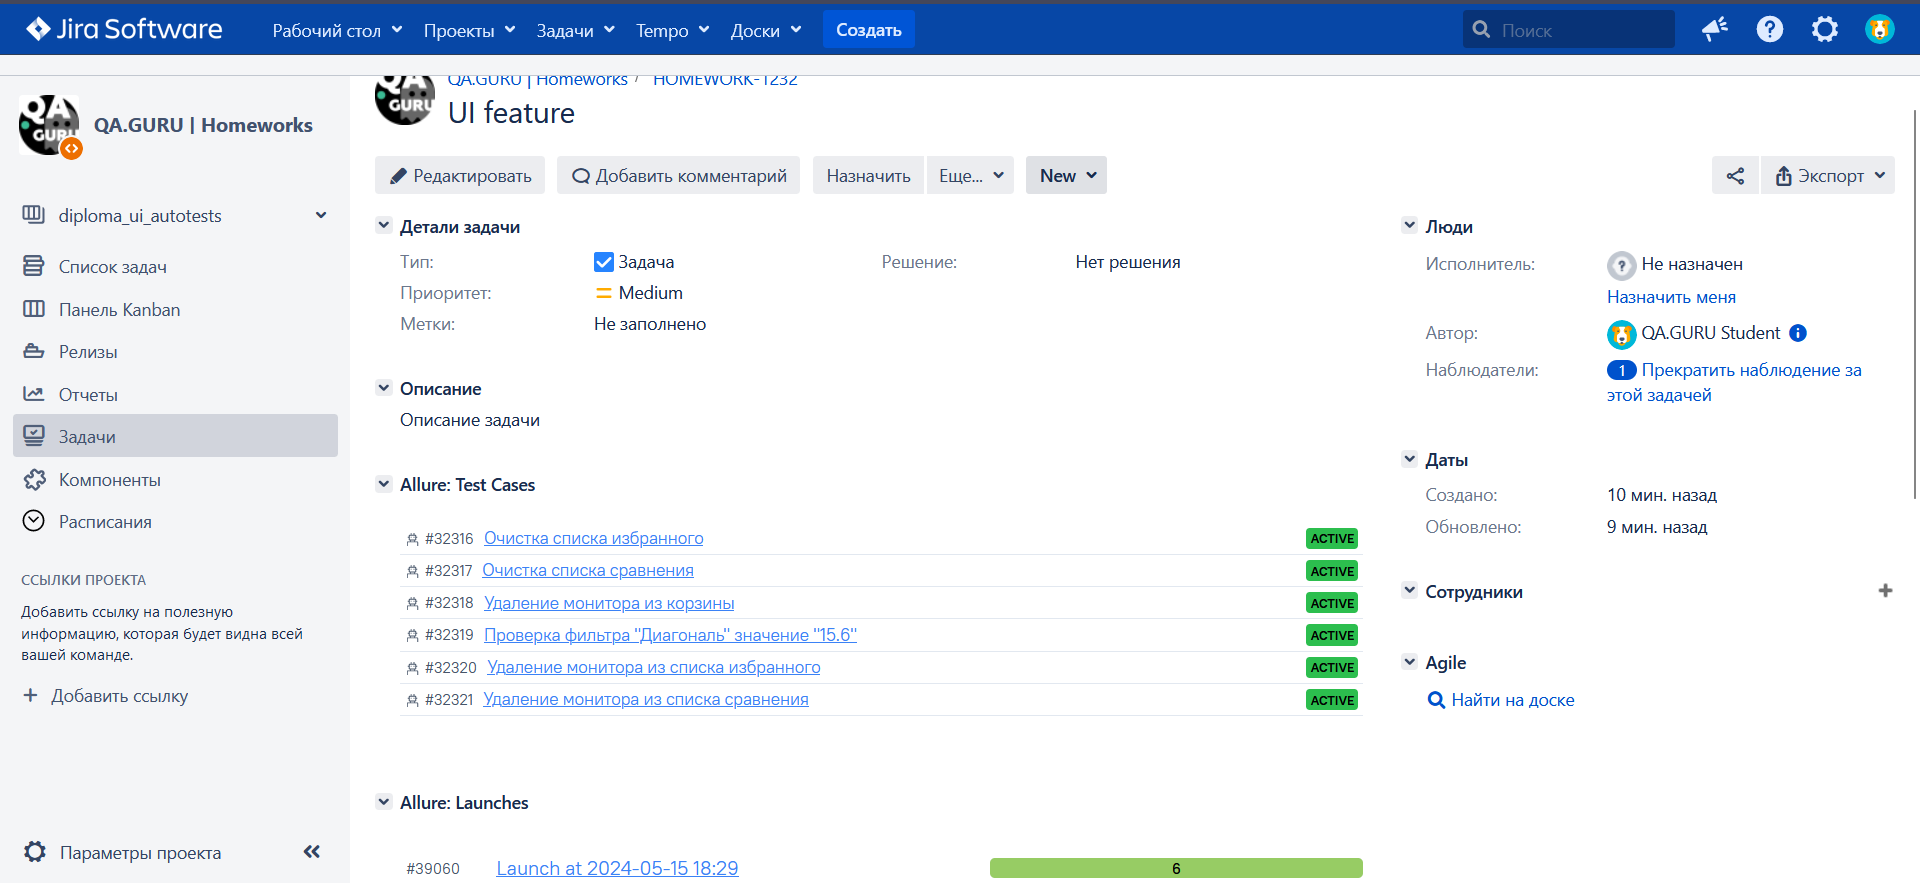 Jira Software
Рабочий стол
Проекты
Задачи
Tempo
Доски
Создать
Поиск
QA.GURU | Homeworks
diploma_ui_autotests
Список задач
Панель Kanban
Релизы
Отчеты
Задачи
Компоненты
Расписания
ССЫЛКИ ПРОЕКТА
Добавить ссылку на полезную
информацию, которая будет видна всей
вашей команде.
Добавить ссылку
Параметры проекта
QA.GURU | Homeworks / HOMEWORK-1232
UI feature
Редактировать
Добавить комментарий
Назначить
Еще...
New
Экспорт
Детали задачи
Тип: Задача
Решение: Нет решения
Приоритет: Medium
Метки: Не заполнено
Описание
Описание задачи
Allure: Test Cases
#32316 Очистка списка избранного ACTIVE
#32317 Очистка списка сравнения ACTIVE
#32318 Удаление монитора из корзины ACTIVE
#32319 Проверка фильтра "Диагональ" значение "15.6" ACTIVE
#32320 Удаление монитора из списка избранного ACTIVE
#32321 Удаление монитора из списка сравнения ACTIVE
Allure: Launches
#39060 Launch at 2024-05-15 18:29 6
Люди
Исполнитель: Не назначен
Назначить меня
Автор: QA.GURU Student
Наблюдатели: 1 Прекратить наблюдение за
этой задачей
Даты
Создано: 10 мин. назад
Обновлено: 9 мин. назад
Сотрудники
Agile
Найти на доске